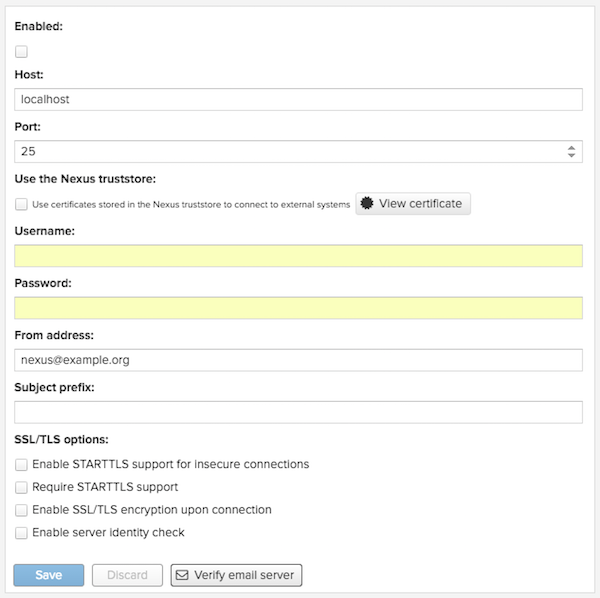 Enabled:
Host:
localhost
Port:
25
Use the Nexus truststore:
Use certificates stored in the Nexus truststore to connect to external systems View certificate
Username:
Password:
From address:
nexus@example.org
Subject prefix:
SSL/TLS options:
Enable STARTTLS support for insecure connections
Require STARTTLS support
Enable SSL/TLS encryption upon connection
Enable server identity check
Save Discard Verify email server